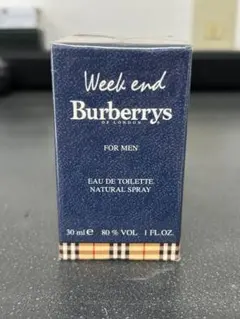 Week end
Burberrys
OF LONDON ®
FOR MEN
EAU DE TOILETTE
NATURAL SPRAY
30 ml e 80 % VOL 1 FL.OZ.